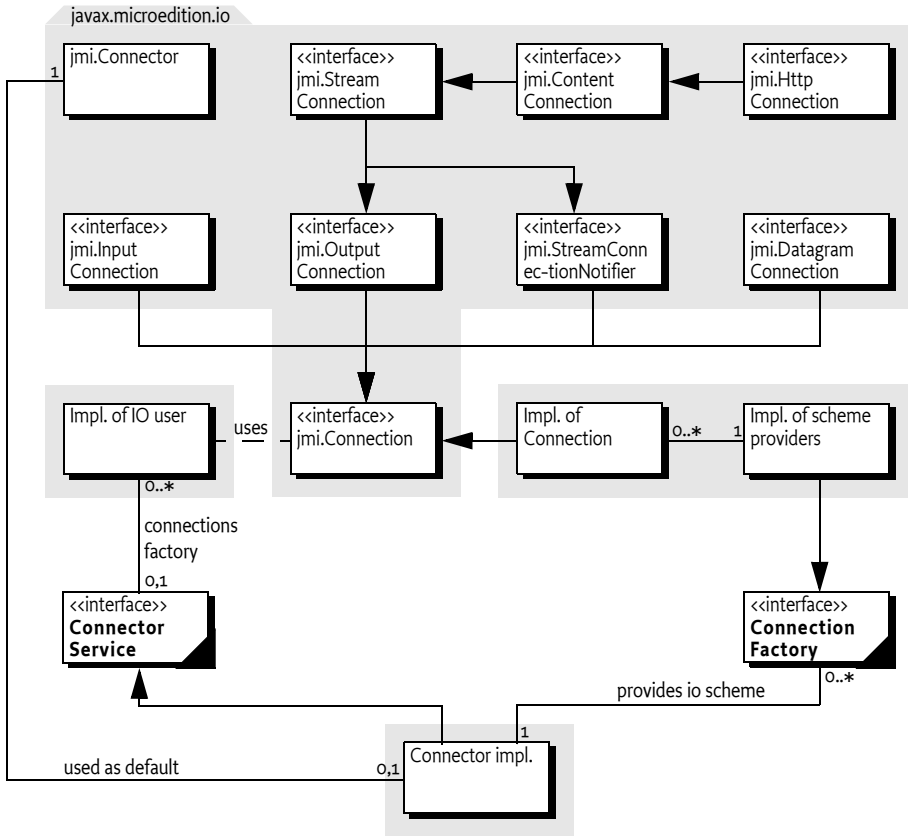 javax.microedition.io
jmi.Connector
<<interface>>
jmi.Stream
Connection
<<interface>>
jmi.Content
Connection
<<interface>>
jmi.Http
Connection
1
<<interface>>
jmi.Input
Connection
<<interface>>
jmi.Output
Connection
<<interface>>
jmi.StreamConn
ec-tionNotifier
<<interface>>
jmi.Datagram
Connection
Impl. of IO user
uses
<<interface>>
jmi.Connection
Impl. of
Connection
0..*
1
Impl. of scheme
providers
0..*
connections
factory
0,1
<<interface>>
Connector
Service
<<interface>>
Connection
Factory
0..*
provides io scheme
1
Connector impl.
used as default
0,1